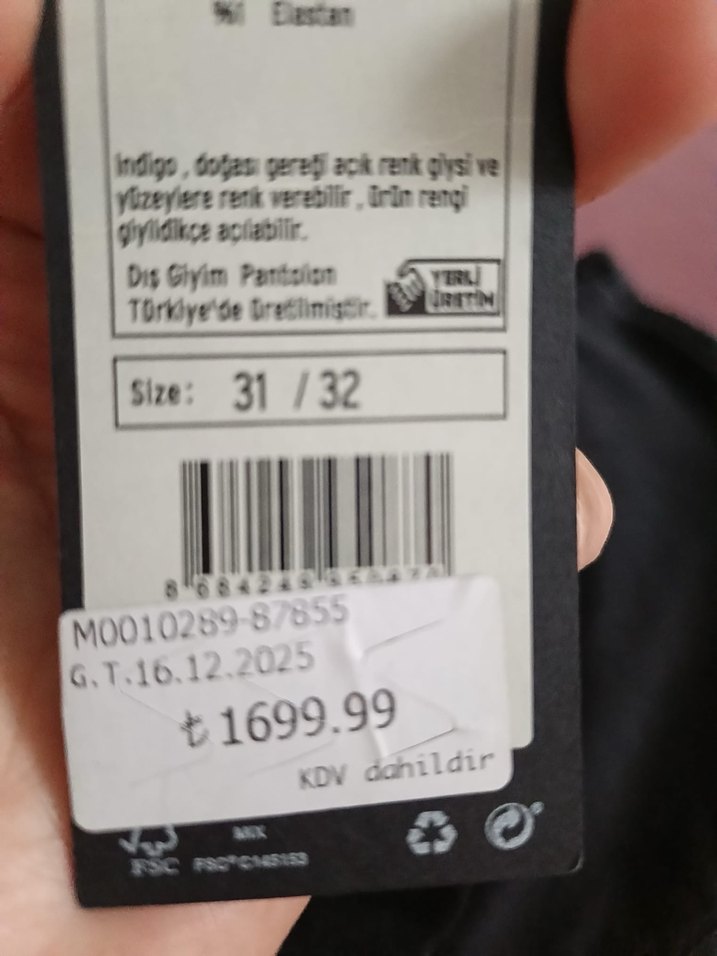 %1 Elastan
İndigo , doğası gereği açık renk giysi ve
yüzeylere renk verebilir , ürün rengi
giyildikçe açılabilir.
Dış Giyim Pantolon
Türkiye'de Üretilmiştir.
YERLİ
ÜRETİM
Size: 31 / 32
M0010289-87855
G.T.16.12.2025
₺1699.99
KDV dahildir
MIX
FSC